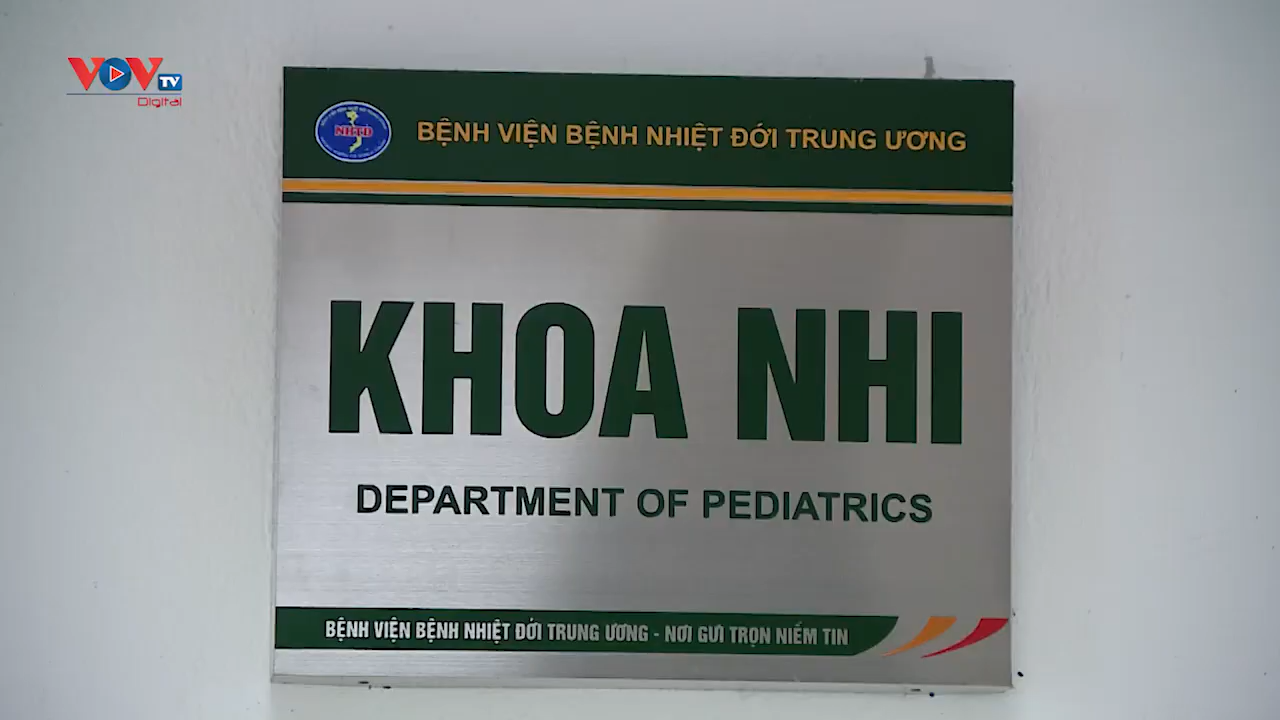 VOV TV
Digital
NHTD
BỆNH VIỆN BỆNH NHIỆT ĐỚI TRUNG ƯƠNG
KHOA NHI
DEPARTMENT OF PEDIATRICS
BỆNH VIỆN BỆNH NHIỆT ĐỚI TRUNG ƯƠNG - NƠI GỬI TRỌN NIỀM TIN